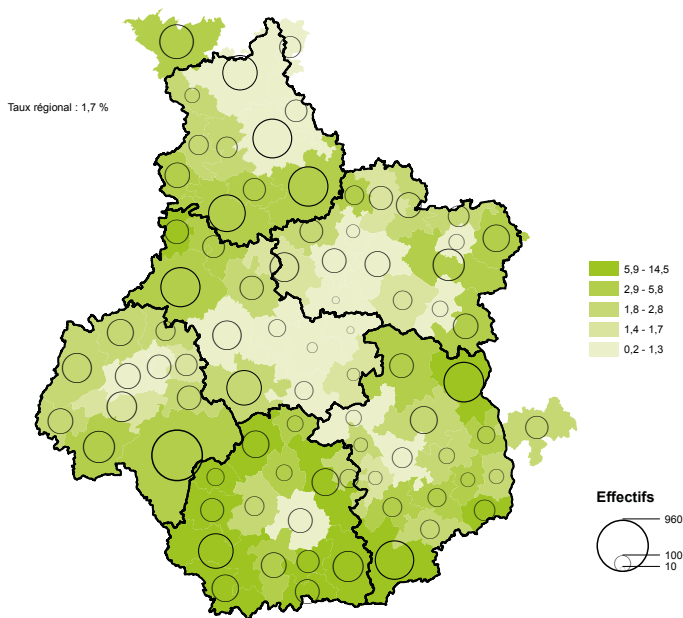 Taux régional : 1,7 %
5,9 - 14,5
2,9 - 5,8
1,8 - 2,8
1,4 - 1,7
0,2 - 1,3
Effectifs
960
100
10